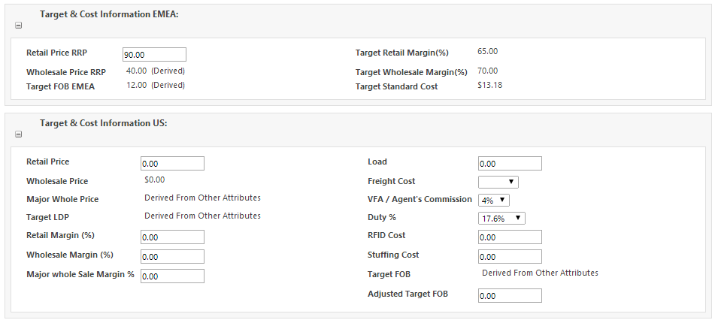 Target & Cost Information EMEA:
Retail Price RRP 90.00 Target Retail Margin(%) 65.00
Wholesale Price RRP 40.00 (Derived) Target Wholesale Margin(%) 70.00
Target FOB EMEA 12.00 (Derived) Target Standard Cost $13.18
Target & Cost Information US:
Retail Price 0.00 Load 0.00
Wholesale Price $0.00 Freight Cost
Major Whole Price Derived From Other Attributes VFA / Agent's Commission 4%
Target LDP Derived From Other Attributes Duty % 17.6%
Retail Margin (%) 0.00 RFID Cost 0.00
Wholesale Margin (%) 0.00 Stuffing Cost 0.00
Major whole Sale Margin % 0.00 Target FOB Derived From Other Attributes
Adjusted Target FOB 0.00